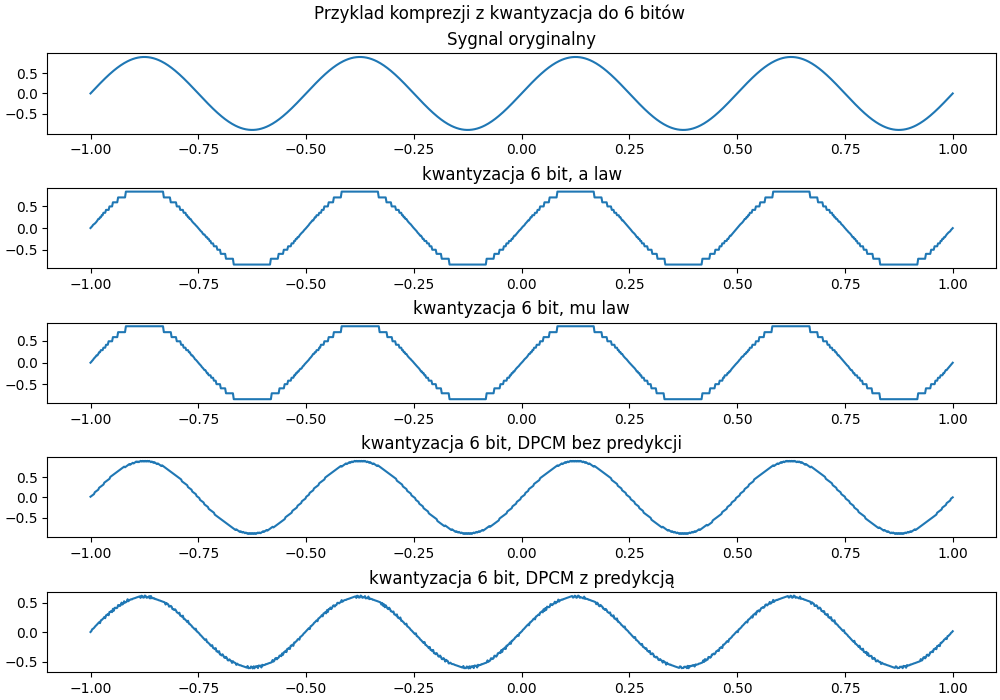 Przyklad komprezji z kwantyzacja do 6 bitów
Sygnal oryginalny
0.5
0.0
−0.5
−1.00 −0.75 −0.50 −0.25 0.00 0.25 0.50 0.75 1.00
kwantyzacja 6 bit, a law
0.5
0.0
−0.5
−1.00 −0.75 −0.50 −0.25 0.00 0.25 0.50 0.75 1.00
kwantyzacja 6 bit, mu law
0.5
0.0
−0.5
−1.00 −0.75 −0.50 −0.25 0.00 0.25 0.50 0.75 1.00
kwantyzacja 6 bit, DPCM bez predykcji
0.5
0.0
−0.5
−1.00 −0.75 −0.50 −0.25 0.00 0.25 0.50 0.75 1.00
kwantyzacja 6 bit, DPCM z predykcją
0.5
0.0
−0.5
−1.00 −0.75 −0.50 −0.25 0.00 0.25 0.50 0.75 1.00